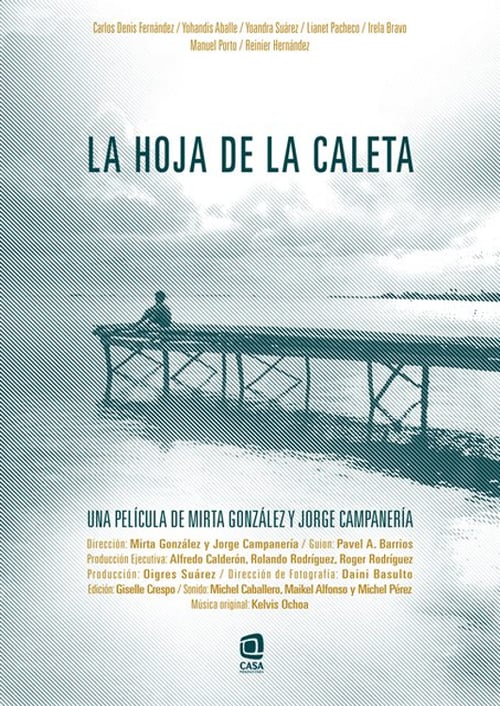 Carlos Denis Fernández / Yohandis Aballe / Yoandra Suárez / Lianet Pacheco / Irela Bravo
Manuel Porto / Reinier Hernández
LA HOJA DE LA CALETA
UNA PELÍCULA DE MIRTA GONZÁLEZ Y JORGE CAMPANERÍA
Dirección: Mirta González y Jorge Campanería / Guion: Pavel A. Barrios
Producción Ejecutiva: Alfredo Calderón, Rolando Rodríguez, Roger Rodríguez
Producción: Oigres Suárez / Dirección de Fotografía: Daini Basulto
Edición: Giselle Crespo / Sonido: Michel Caballero, Maikel Alfonso y Michel Pérez
Música original: Kelvis Ochoa
CASA
PRODUCTORA